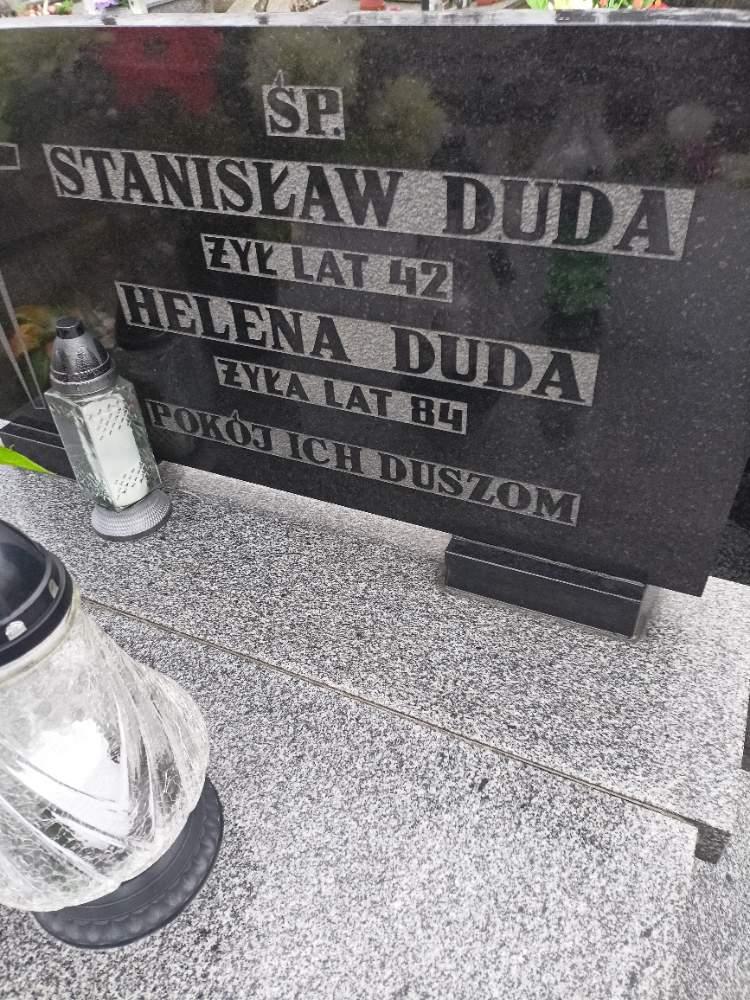 ŚP.
STANISŁAW DUDA
ŻYŁ LAT 42
HELENA DUDA
ŻYŁA LAT 84
POKÓJ ICH DUSZOM